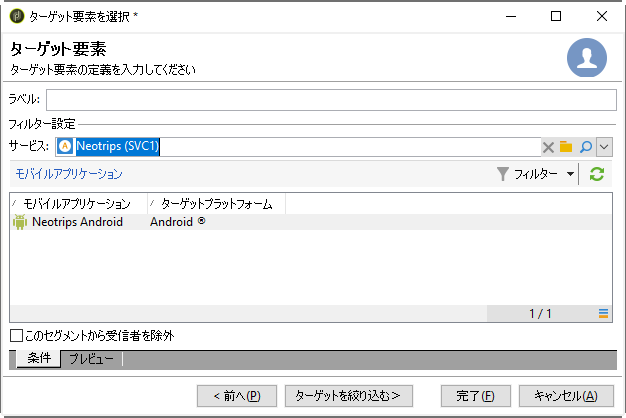 ターゲット要素を選択 *
ターゲット要素
ターゲット要素の定義を入力してください
ラベル:
フィルター設定
サービス: Neotrips (SVC1)
モバイルアプリケーション フィルター
モバイルアプリケーション ターゲットプラットフォーム
Neotrips Android Android ®
1 / 1
このセグメントから受信者を除外
条件 プレビュー
< 前へ(P) ターゲットを絞り込む> 完了(F) キャンセル(A)